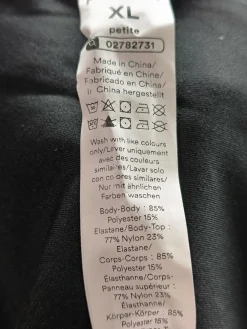 XL
petite
02782731
Made in China/
Fabriqué en Chine/
Fabricado en China/
In China hergestellt
Wash with like colours
only/Laver uniquement
avec des couleurs
similaires/Lavar solo
con colores similares/
Nur mit ähnlichen
Farben waschen
Body-Body : 85%
Polyester 15%
Elastane/Body-Top :
77% Nylon 23%
Elastane/
Corps-Corps : 85%
Polyester 15%
Élasthanne/Corps-
Panneau supérieur :
77% Nylon 23%
Élasthanne/
Körper-Körper : 85%
Polyester 15%